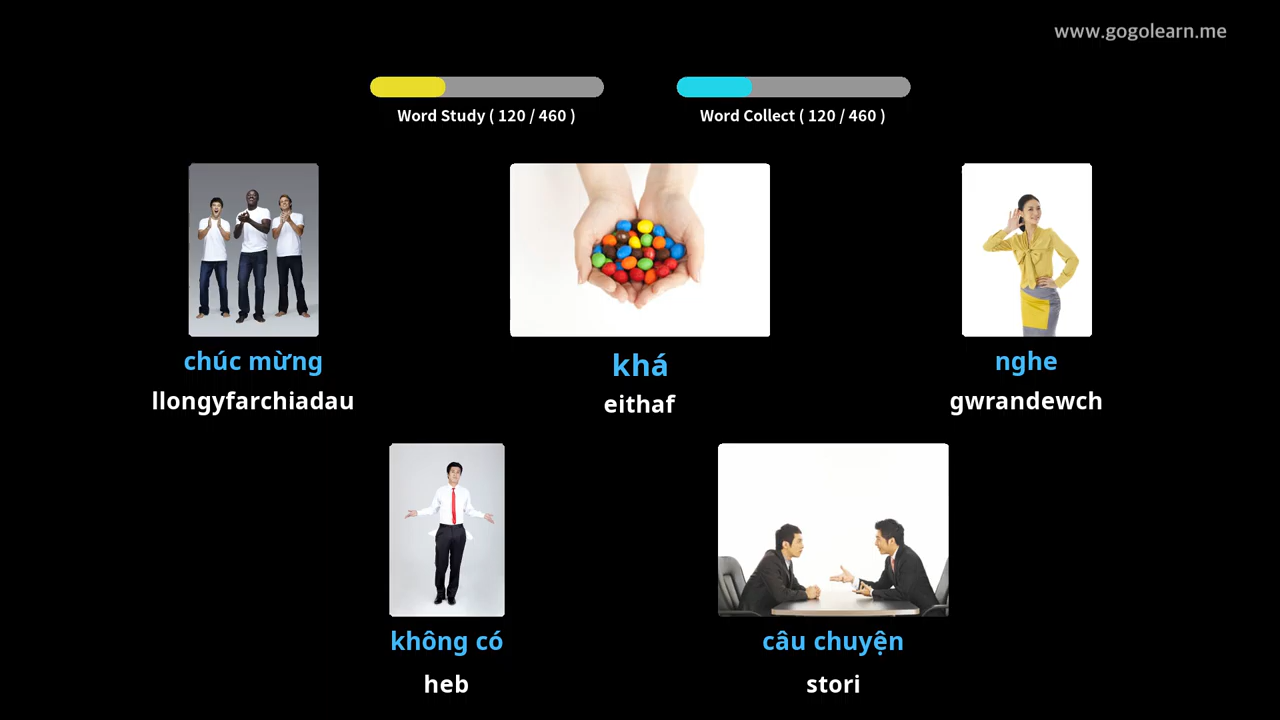 www.gogolearn.me
Word Study ( 120 / 460 )
Word Collect ( 120 / 460 )
chúc mừng
llongyfarchiadau
khá
eithaf
nghe
gwrandewch
không có
heb
câu chuyện
stori